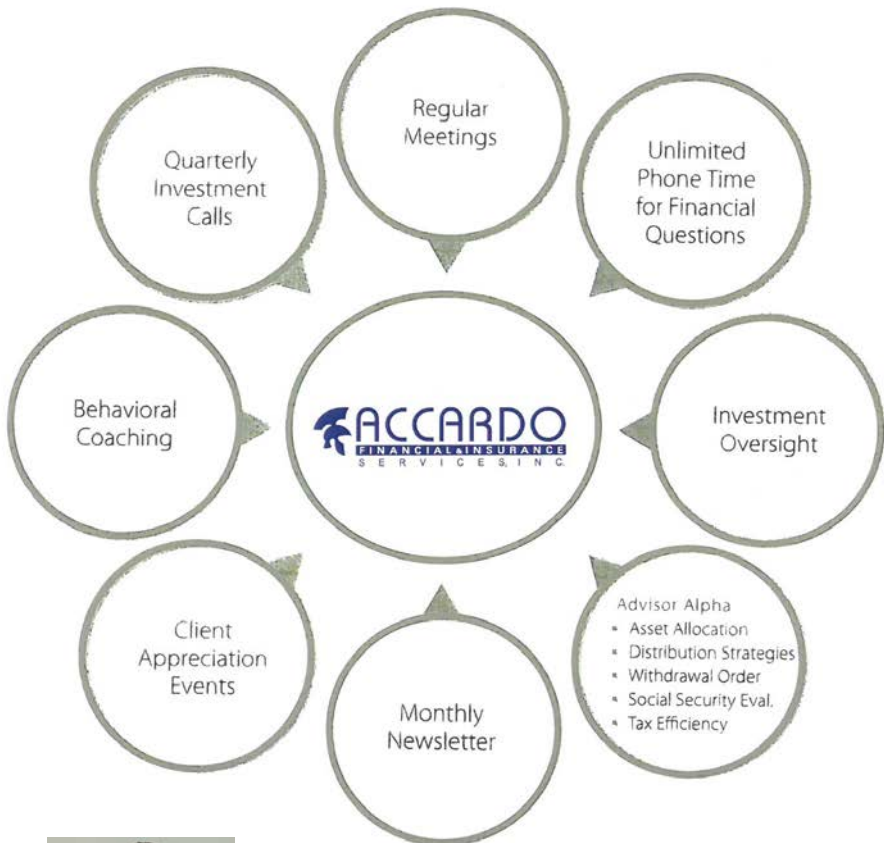 Regular
Meetings
Unlimited
Phone Time
for Financial
Questions
Investment
Oversight
Advisor Alpha
▪ Asset Allocation
▪ Distribution Strategies
▪ Withdrawal Order
▪ Social Security Eval.
▪ Tax Efficiency
Monthly
Newsletter
Client
Appreciation
Events
Behavioral
Coaching
Quarterly
Investment
Calls
ACCARDO
FINANCIAL & INSURANCE
SERVICES, INC.